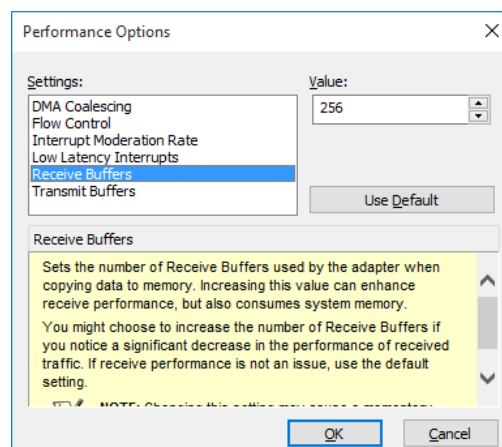 Performance Options
Settings:
Value:
DMA Coalescing
Flow Control
Interrupt Moderation Rate
Low Latency Interrupts
Receive Buffers
Transmit Buffers
256
Use Default
Receive Buffers
Sets the number of Receive Buffers used by the adapter when
copying data to memory. Increasing this value can enhance
receive performance, but also consumes system memory.
You might choose to increase the number of Receive Buffers if
you notice a significant decrease in the performance of received
traffic. If receive performance is not an issue, use the default
setting.
NOTE: Changing this setting may cause a momentary
OK
Cancel